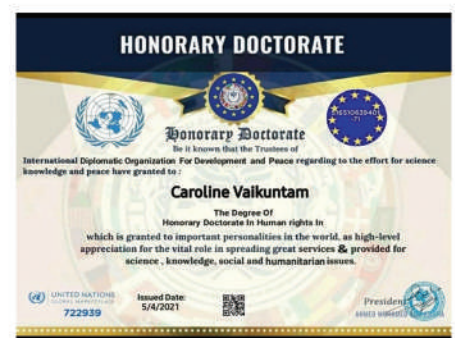 HONORARY DOCTORATE
Honorary Doctorate
Be it known that the Trustees of
International Diplomatic Organization For Development and Peace regarding to the effort for science
knowledge and peace have granted to :
Caroline Vaikuntam
The Degree Of
Honorary Doctorate In Human rights In
which is granted to important personalities in the world, as high-level
appreciation for the vital role in spreading great services & provided for
science , knowledge, social and humanitarian issues.
UNITED NATIONS
GLOBAL MARKETPLACE
722939
Issued Date:
5/4/2021
President